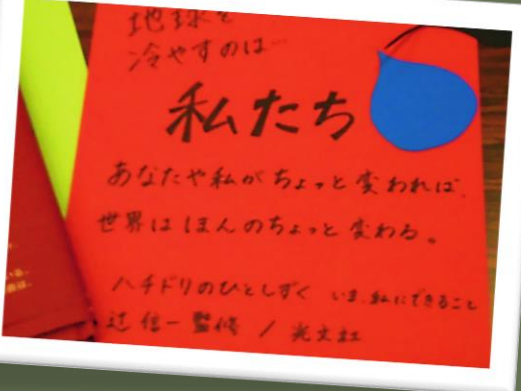 地球を
冷やすのは…
私たち
あなたや私がちょっと変われば、
世界はほんのちょっと変わる。
ハチドリのひとしずく いま、私にできること
辻信一 監修 / 光文社